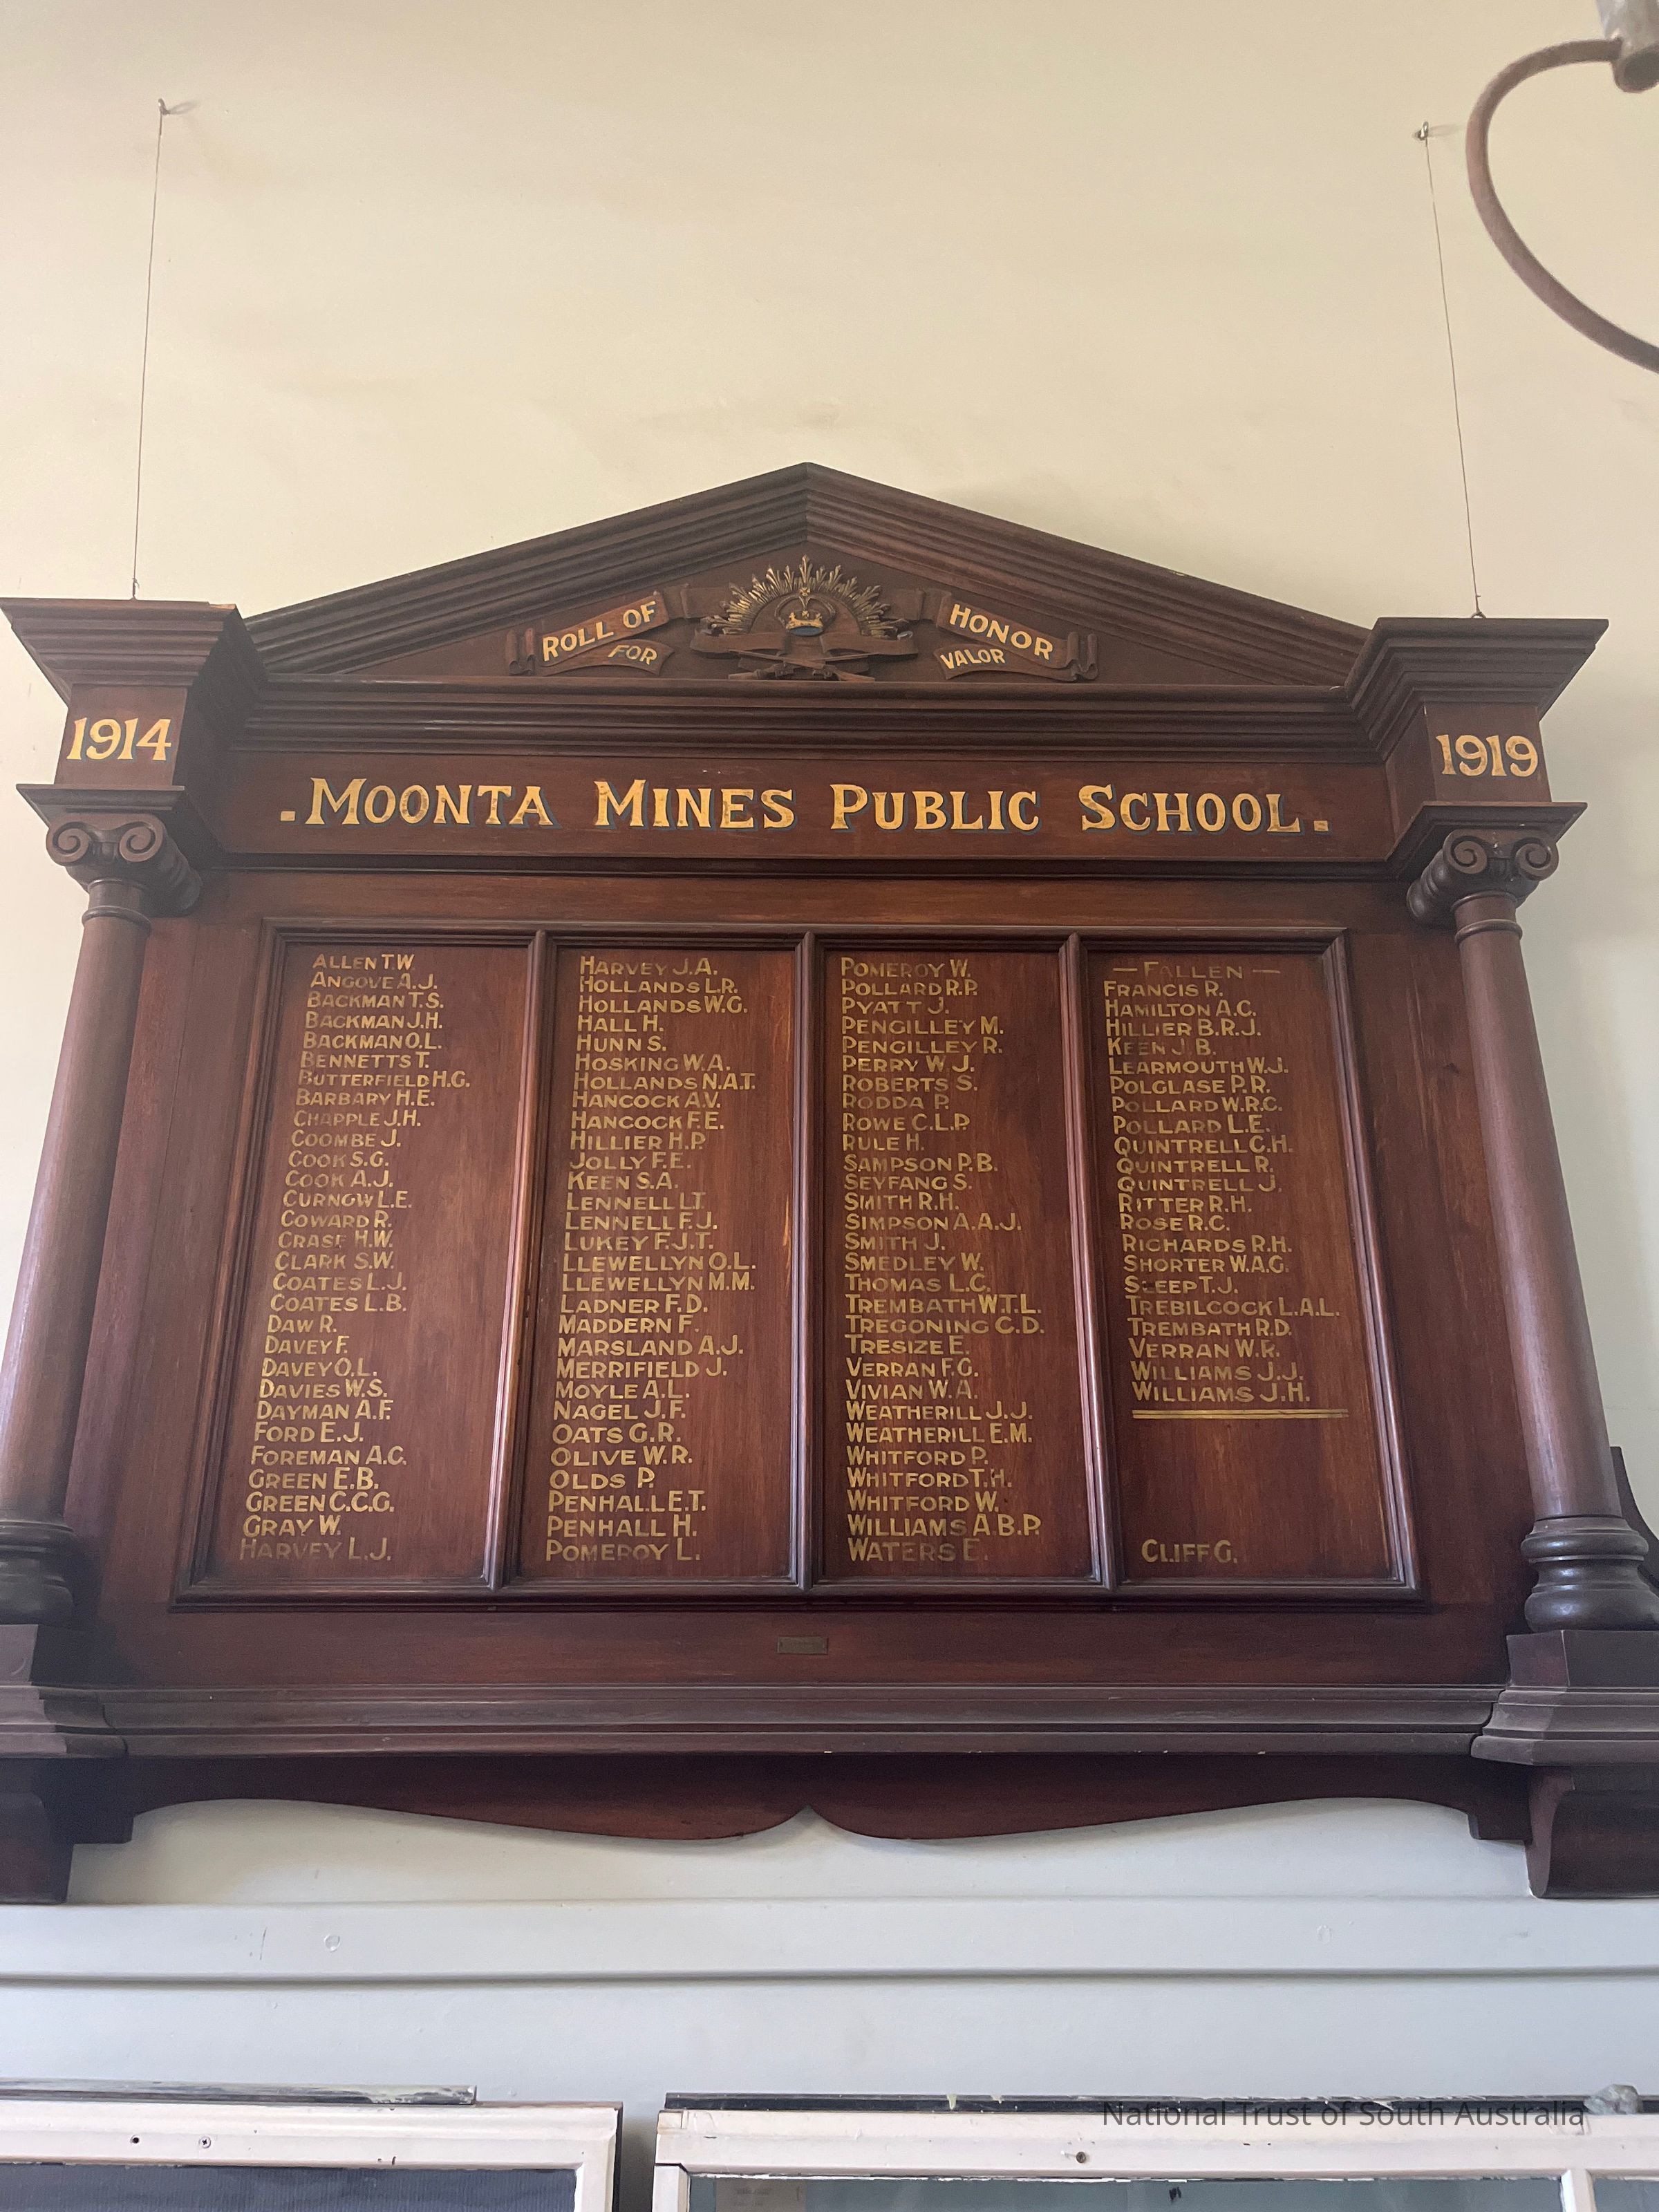 ROLL OF HONOR
FOR VALOR
1914
1919
.MOONTA MINES PUBLIC SCHOOL.
ALLEN T.W
ANGOVE A.J.
BACKMAN T.S.
BACKMAN J.H.
BACKMAN O.L.
BENNETTS T.
BUTTERFIELD H.G.
BARBARY H.E.
CHAPPLE J.H.
COOMBE J.
COOK S.G.
COOK A.J.
CURNOW L.E.
COWARD R.
CRASE H.W.
CLARK S.W.
COATES L.J.
COATES L.B.
DAW R.
DAVEY F.
DAVEY O.L.
DAVIES W.S.
DAYMAN A.F.
FORD E.J.
FOREMAN A.C.
GREEN E.B.
GREEN C.C.G.
GRAY W.
HARVEY L.J.
HARVEY J.A.
HOLLANDS L.R.
HOLLANDS W.G.
HALL H.
HUNN S.
HOSKING W.A.
HOLLANDS N.A.T.
HANCOCK A.V.
HANCOCK F.E.
HILLIER H.P.
JOLLY F.E.
KEEN S.A.
LENNELL L.T.
LENNELL F.J.
LUKEY F.J.T.
LLEWELLYN O.L.
LLEWELLYN M.M.
LADNER F.D.
MADDERN F.
MARSLAND A.J.
MERRIFIELD J.
MOYLE A.L.
NAGEL J.F.
OATS G.R.
OLIVE W.R.
OLDS P.
PENHALL E.T.
PENHALL H.
POMEROY L.
POMEROY W.
POLLARD R.P.
PYATT J.
PENGILLEY M.
PENGILLEY R.
PERRY W.J.
ROBERTS S.
RODDA P.
ROWE C.L.P
RULE H.
SAMPSON P.B.
SEYFANG S.
SMITH R.H.
SIMPSON A.A.J.
SMITH J.
SMEDLEY W.
THOMAS L.C.
TREMBATH W.T.L.
TREGONING C.D.
TRESIZE E.
VERRAN F.G.
VIVIAN W.A.
WEATHERILL J.J.
WEATHERILL E.M.
WHITFORD P.
WHITFORD T.H.
WHITFORD W.
WILLIAMS A.B.P.
WATERS E.
— FALLEN —
FRANCIS R.
HAMILTON A.C.
HILLIER B.R.J.
KEEN J.B.
LEARMOUTH W.J.
POLGLASE P.R.
POLLARD W.R.C.
POLLARD L.E.
QUINTRELL C.H.
QUINTRELL R.
QUINTRELL J.
RITTER R.H.
ROSE R.C.
RICHARDS R.H.
SHORTER W.A.G.
SLEEP T.J.
TREBILCOCK L.A.L.
TREMBATH R.D.
VERRAN W.R.
WILLIAMS J.J.
WILLIAMS J.H.
CLIFF G.
National Trust of South Australia